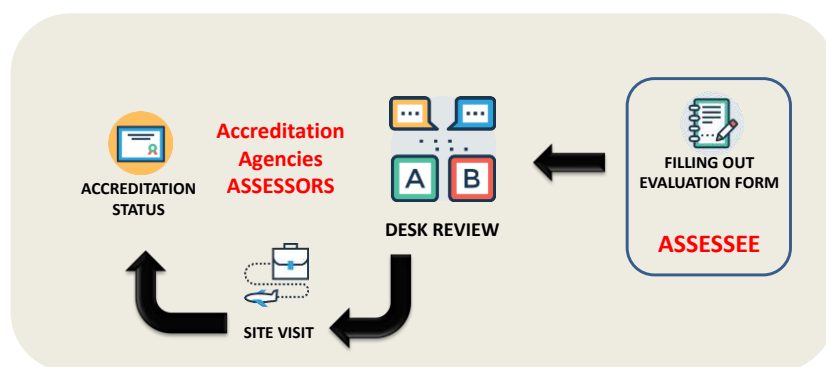 Accreditation
Agencies
ASSESSORS
ACCREDITATION
STATUS
A B
DESK REVIEW
FILLING OUT
EVALUATION FORM
ASSESSEE
SITE VISIT